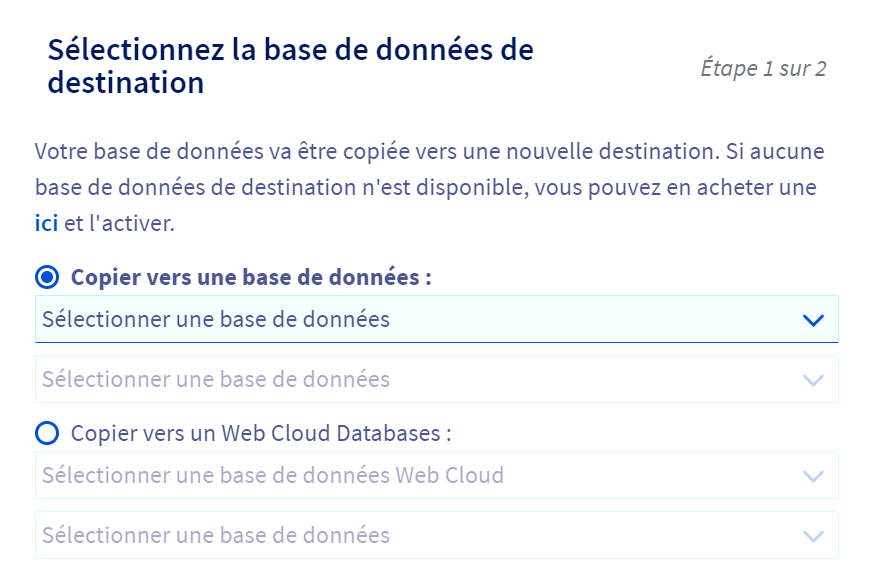 Sélectionnez la base de données de
destination
Étape 1 sur 2
Votre base de données va être copiée vers une nouvelle destination. Si aucune
base de données de destination n'est disponible, vous pouvez en acheter une
ici et l'activer.
Copier vers une base de données :
Sélectionner une base de données
Sélectionner une base de données
Copier vers un Web Cloud Databases :
Sélectionner une base de données Web Cloud
Sélectionner une base de données